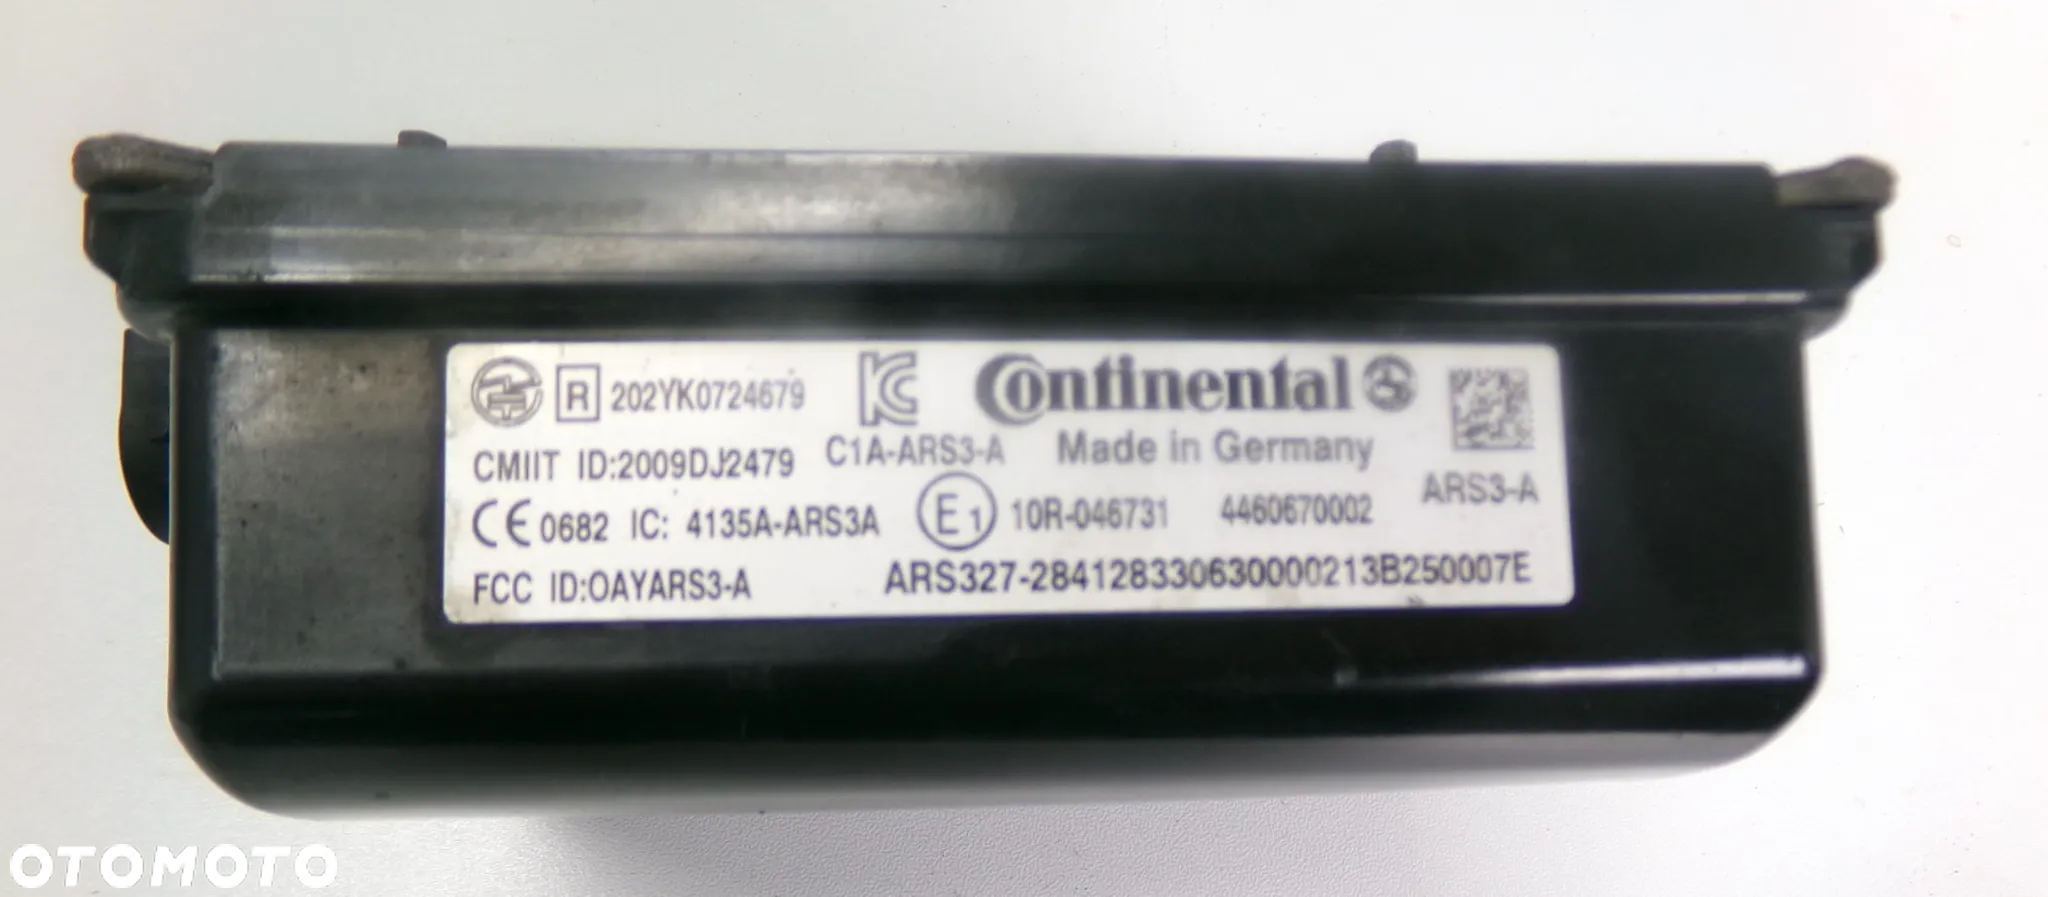 R 202YK0724679
Continental
CMIIT ID:2009DJ2479
C1A-ARS3-A
Made in Germany
CE 0682 IC: 4135A-ARS3A
E1 10R-046731 4460670002
ARS3-A
FCC ID:OAYARS3-A
ARS327-284128330630000213B250007E
OTOMOTO